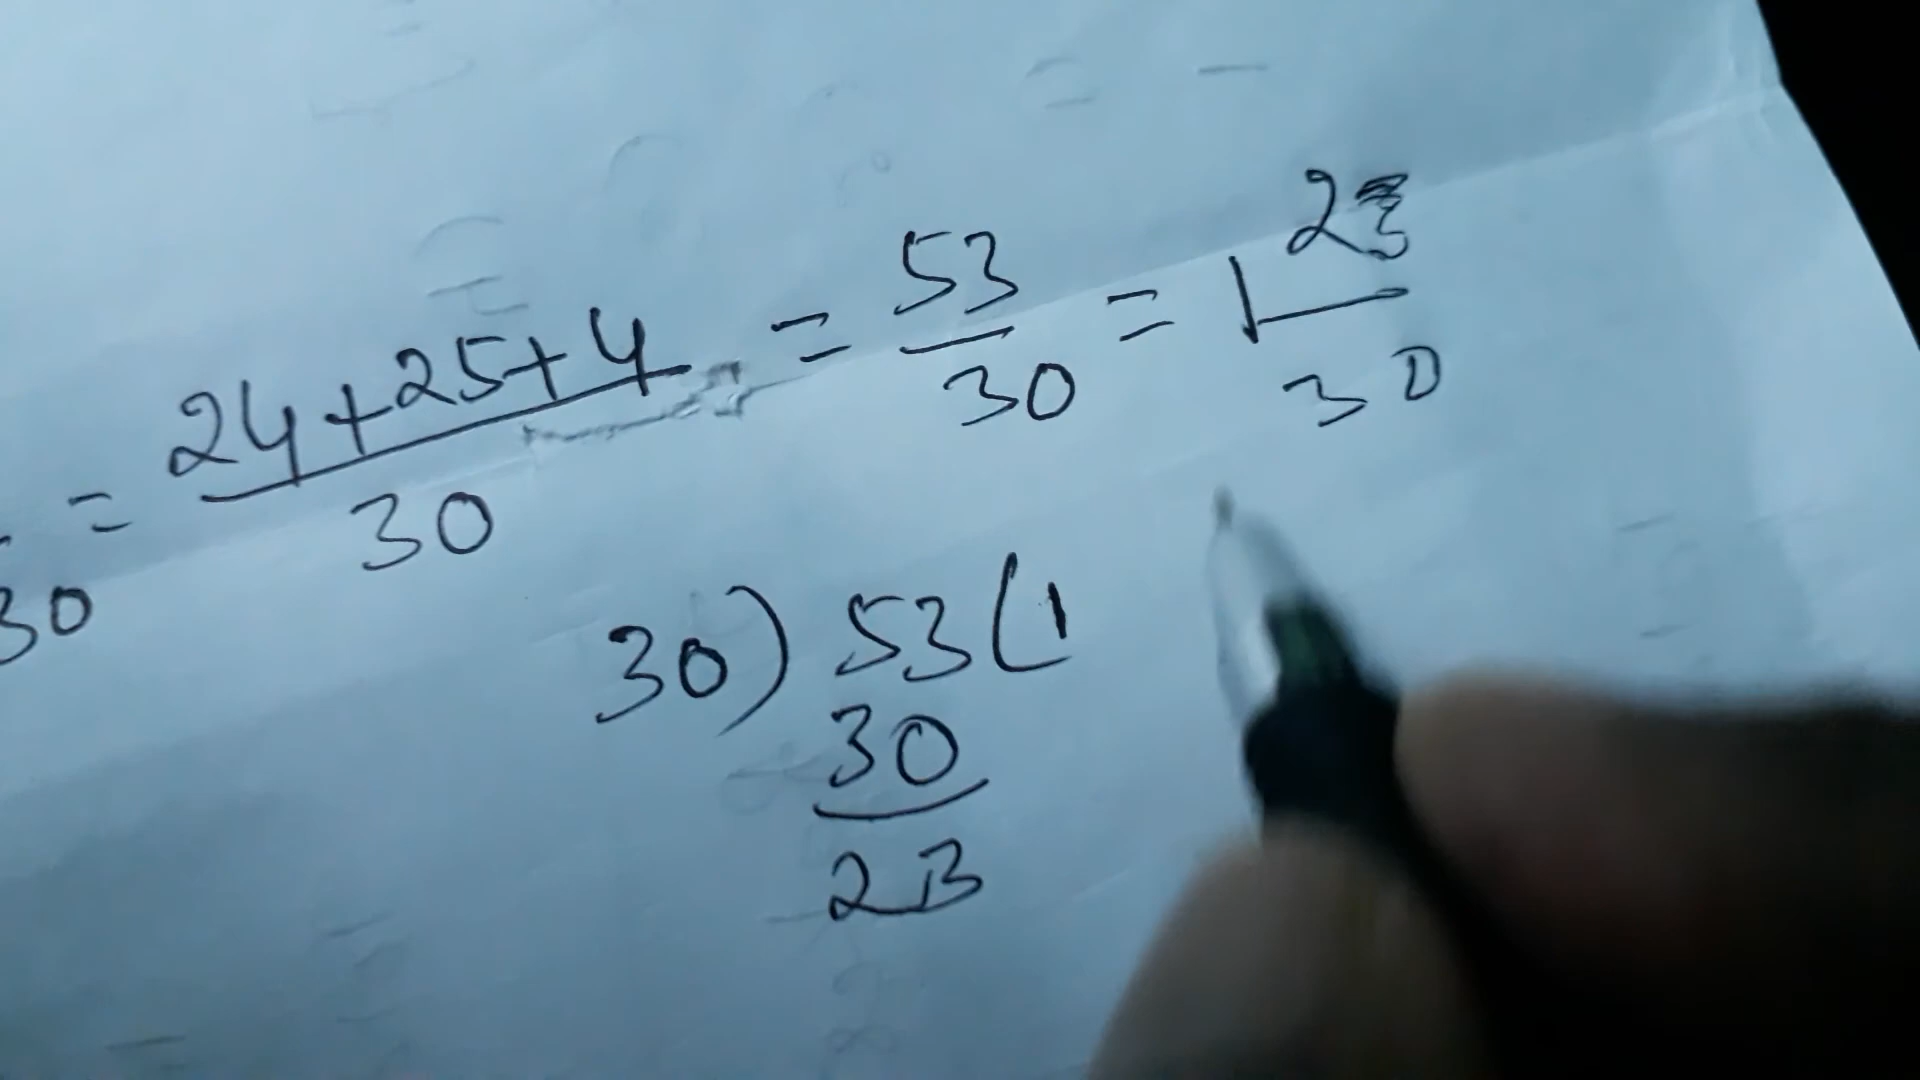 = 24+25+4 / 30 = 53/30 = 1 23/30
30
30) 53 (1
30
23